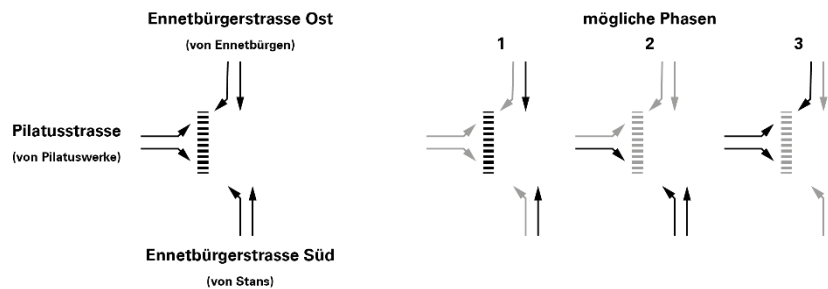 Ennetbürgerstrasse Ost
(von Ennetbürgen)
mögliche Phasen
1
2
3
Pilatusstrasse
(von Pilatuswerke)
Ennetbürgerstrasse Süd
(von Stans)